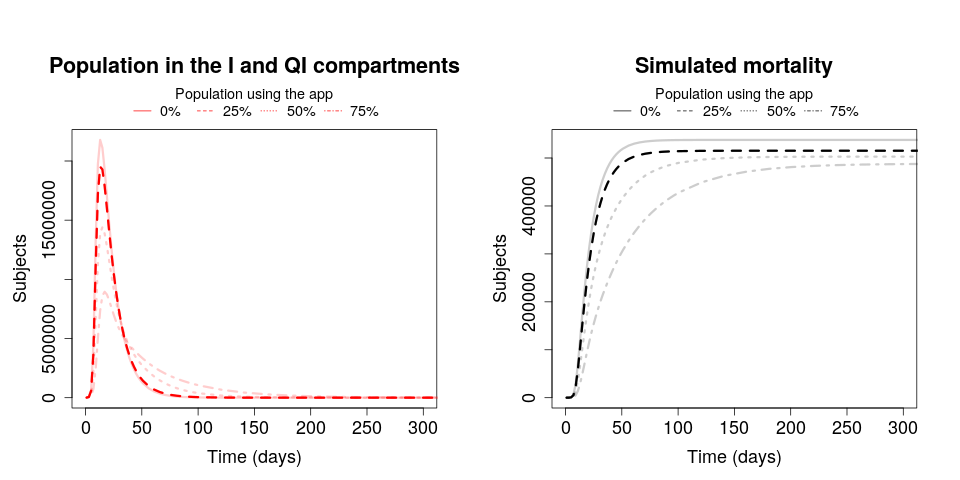 Population in the I and QI compartments
Population using the app
0% 25% 50% 75%
Subjects
0 5000000 15000000
0 50 100 150 200 250 300
Time (days)
Simulated mortality
Population using the app
0% 25% 50% 75%
Subjects
0 200000 400000
0 50 100 150 200 250 300
Time (days)